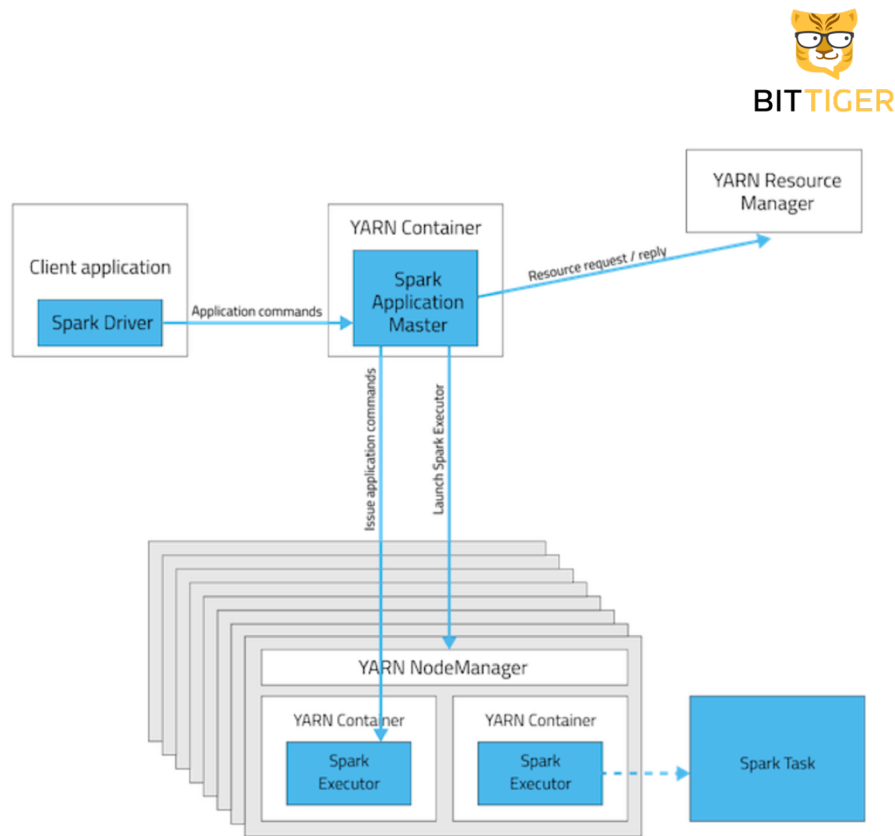 BITTIGER
YARN Resource
Manager
YARN Container
Client application
Spark
Application
Master
Resource request / reply
Spark Driver
Application commands
Issue application commands
Launch Spark Executor
YARN NodeManager
YARN Container
YARN Container
Spark
Executor
Spark
Executor
Spark Task